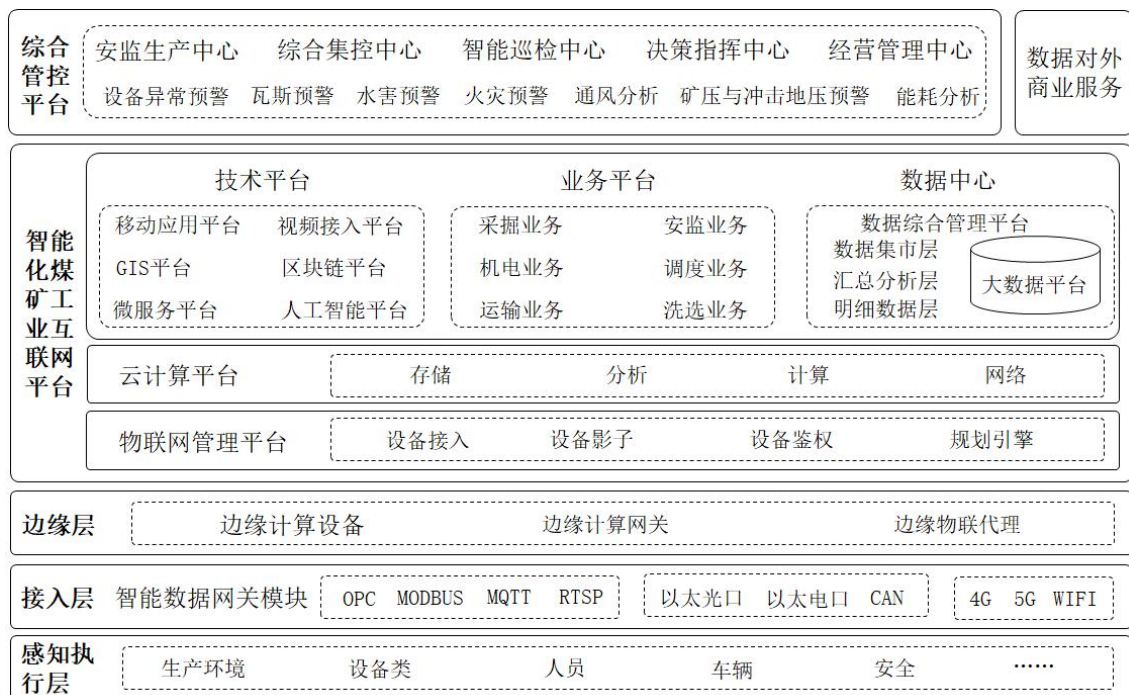 综合管控平台
安监生产中心 综合集控中心 智能巡检中心 决策指挥中心 经营管理中心
设备异常预警 瓦斯预警 水害预警 火灾预警 通风分析 矿压与冲击地压预警 能耗分析
数据对外
商业服务
智能化煤矿工业互联网平台
技术平台 业务平台 数据中心
移动应用平台 视频接入平台
GIS平台 区块链平台
微服务平台 人工智能平台
采掘业务 安监业务
机电业务 调度业务
运输业务 洗选业务
数据综合管理平台
数据集市层
汇总分析层
明细数据层
大数据平台
云计算平台 存储 分析 计算 网络
物联网管理平台 设备接入 设备影子 设备鉴权 规划引擎
边缘层 边缘计算设备 边缘计算网关 边缘物联代理
接入层 智能数据网关模块 OPC MODBUS MQTT RTSP 以太光口 以太电口 CAN 4G 5G WIFI
感知执行层 生产环境 设备类 人员 车辆 安全 ……